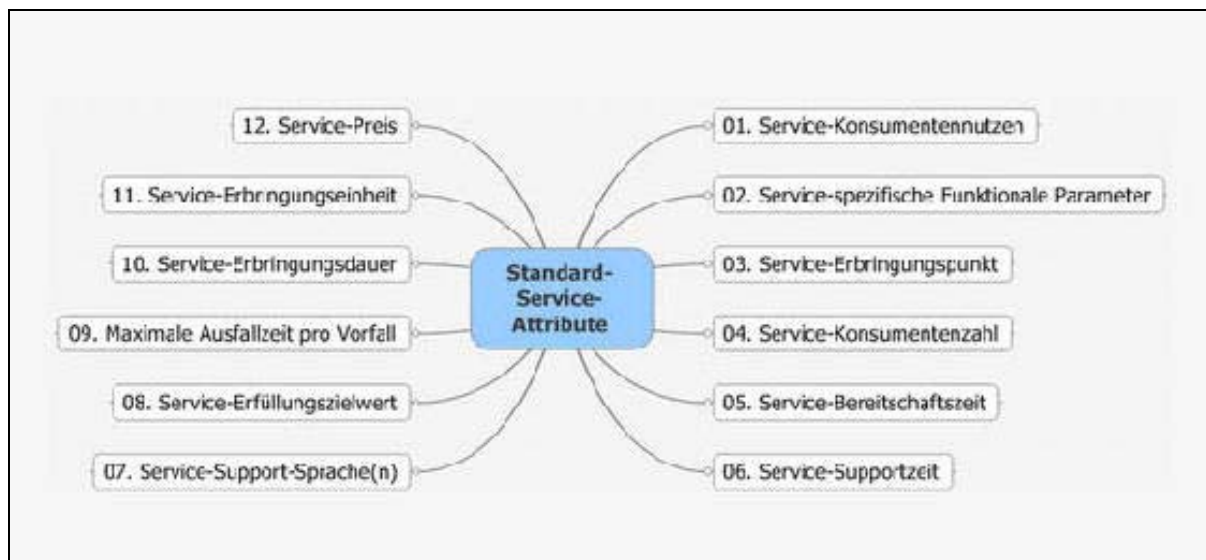 Standard-
Service-
Attribute
01. Service-Konsumentennutzen
02. Service-spezifische Funktionale Parameter
03. Service-Erbringungspunkt
04. Service-Konsumentenzahl
05. Service-Bereitschaftszeit
06. Service-Supportzeit
07. Service-Support-Sprache(n)
08. Service-Erfüllungszielwert
09. Maximale Ausfallzeit pro Vorfall
10. Service-Erbringungsdauer
11. Service-Erbringungseinheit
12. Service-Preis